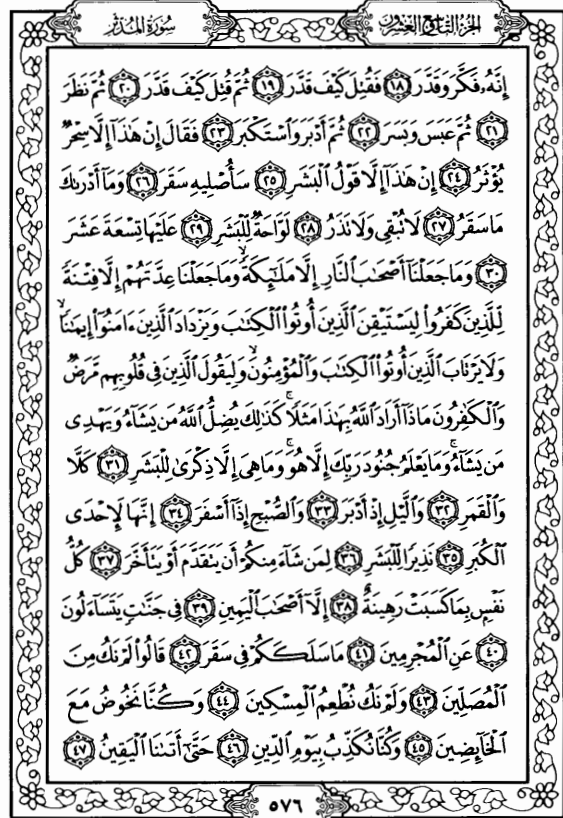 الجزء التاسع والعشرون
سورة المدثر
إِنَّهُۥ فَكَّرَ وَقَدَّرَ ١٨ فَقُتِلَ كَيْفَ قَدَّرَ ١٩ ثُمَّ قُتِلَ كَيْفَ قَدَّرَ ٢٠ ثُمَّ نَظَرَ
٢١ ثُمَّ عَبَسَ وَبَسَرَ ٢٢ ثُمَّ أَدْبَرَ وَٱسْتَكْبَرَ ٢٣ فَقَالَ إِنْ هَٰذَآ إِلَّا سِحْرٌ
يُؤْثَرُ ٢٤ إِنْ هَٰذَآ إِلَّا قَوْلُ ٱلْبَشَرِ ٢٥ سَأُصْلِيهِ سَقَرَ ٢٦ وَمَآ أَدْرَىٰكَ
مَا سَقَرُ ٢٧ لَا تُبْقِى وَلَا تَذَرُ ٢٨ لَوَّاحَةٌ لِّلْبَشَرِ ٢٩ عَلَيْهَا تِسْعَةَ عَشَرَ
٣٠ وَمَا جَعَلْنَآ أَصْحَٰبَ ٱلنَّارِ إِلَّا مَلَٰٓئِكَةً ۙ وَمَا جَعَلْنَا عِدَّتَهُمْ إِلَّا فِتْنَةً
لِّلَّذِينَ كَفَرُوا۟ لِيَسْتَيْقِنَ ٱلَّذِينَ أُوتُوا۟ ٱلْكِتَٰبَ وَيَزْدَادَ ٱلَّذِينَ ءَامَنُوٓا۟ إِيمَٰنًا ۙ
وَلَا يَرْتَابَ ٱلَّذِينَ أُوتُوا۟ ٱلْكِتَٰبَ وَٱلْمُؤْمِنُونَ ۙ وَلِيَقُولَ ٱلَّذِينَ فِى قُلُوبِهِم مَّرَضٌ
وَٱلْكَٰفِرُونَ مَاذَآ أَرَادَ ٱللَّهُ بِهَٰذَا مَثَلًا ۚ كَذَٰلِكَ يُضِلُّ ٱللَّهُ مَن يَشَآءُ وَيَهْدِى
مَن يَشَآءُ ۚ وَمَا يَعْلَمُ جُنُودَ رَبِّكَ إِلَّا هُوَ ۚ وَمَا هِىَ إِلَّا ذِكْرَىٰ لِلْبَشَرِ ٣١ كَلَّا
وَٱلْقَمَرِ ٣٢ وَٱلَّيْلِ إِذْ أَدْبَرَ ٣٣ وَٱلصُّبْحِ إِذَآ أَسْفَرَ ٣٤ إِنَّهَا لَإِحْدَى
ٱلْكُبَرِ ٣٥ نَذِيرًا لِّلْبَشَرِ ٣٦ لِمَن شَآءَ مِنكُمْ أَن يَتَقَدَّمَ أَوْ يَتَأَخَّرَ ٣٧ كُلُّ
نَفْسٍۭ بِمَا كَسَبَتْ رَهِينَةٌ ٣٨ إِلَّآ أَصْحَٰبَ ٱلْيَمِينِ ٣٩ فِى جَنَّٰتٍ يَتَسَآءَلُونَ
٤٠ عَنِ ٱلْمُجْرِمِينَ ٤١ مَا سَلَكَكُمْ فِى سَقَرَ ٤٢ قَالُوا۟ لَمْ نَكُ مِنَ
ٱلْمُصَلِّينَ ٤٣ وَلَمْ نَكُ نُطْعِمُ ٱلْمِسْكِينَ ٤٤ وَكُنَّا نَخُوضُ مَعَ
ٱلْخَآئِضِينَ ٤٥ وَكُنَّا نُكَذِّبُ بِيَوْمِ ٱلدِّينِ ٤٦ حَتَّىٰٓ أَتَىٰنَا ٱلْيَقِينُ ٤٧
٥٧٦